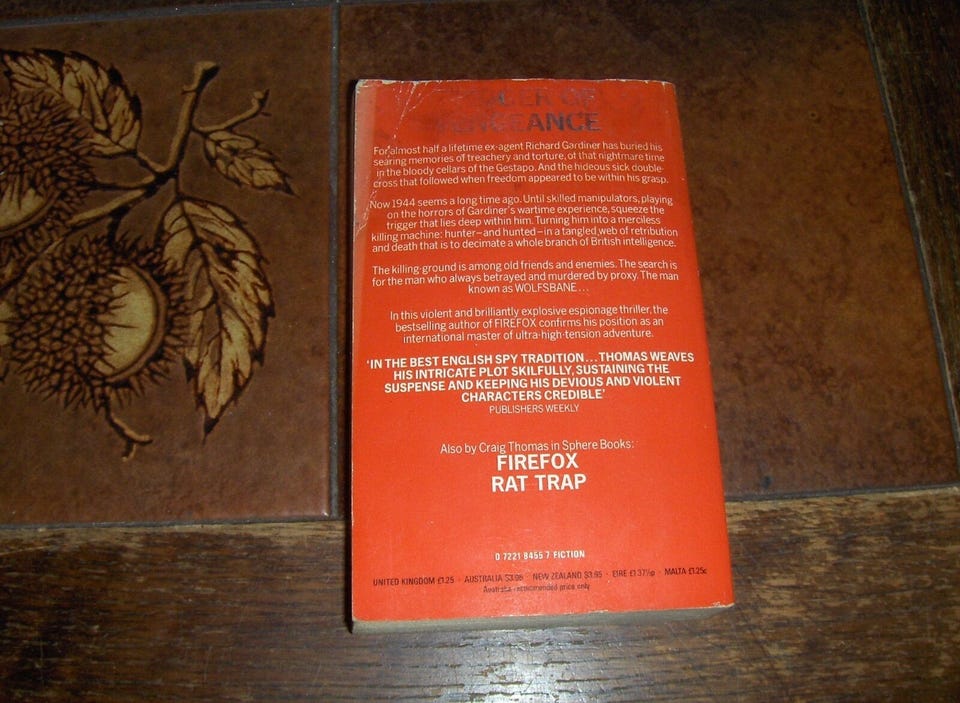 OF
VENGEANCE
For almost half a lifetime ex-agent Richard Gardiner has buried his
searing memories of treachery and torture, of that nightmare time
in the bloody cellars of the Gestapo. And the hideous sick double-
cross that followed when freedom appeared to be within his grasp.
Now 1944 seems a long time ago. Until skilled manipulators, playing
on the horrors of Gardiner's wartime experience, squeeze the
trigger that lies deep within him. Turning him into a merciless
killing machine: hunter–and hunted–in a tangled web of retribution
and death that is to decimate a whole branch of British intelligence.
The killing-ground is among old friends and enemies. The search is
for the man who always betrayed and murdered by proxy. The man
known as WOLFSBANE...
In this violent and brilliantly explosive espionage thriller, the
bestselling author of FIREFOX confirms his position as an
international master of ultra-high-tension adventure.
'IN THE BEST ENGLISH SPY TRADITION... THOMAS WEAVES
HIS INTRICATE PLOT SKILFULLY, SUSTAINING THE
SUSPENSE AND KEEPING HIS DEVIOUS AND VIOLENT
CHARACTERS CREDIBLE'
PUBLISHERS WEEKLY
Also by Craig Thomas in Sphere Books:
FIREFOX
RAT TRAP
0 7221 8455 7 FICTION
UNITED KINGDOM £1.25 · AUSTRALIA $3.95 · NEW ZEALAND $3.95 · EIRE £1.37½p · MALTA £1.25c
Australia - recommended price only